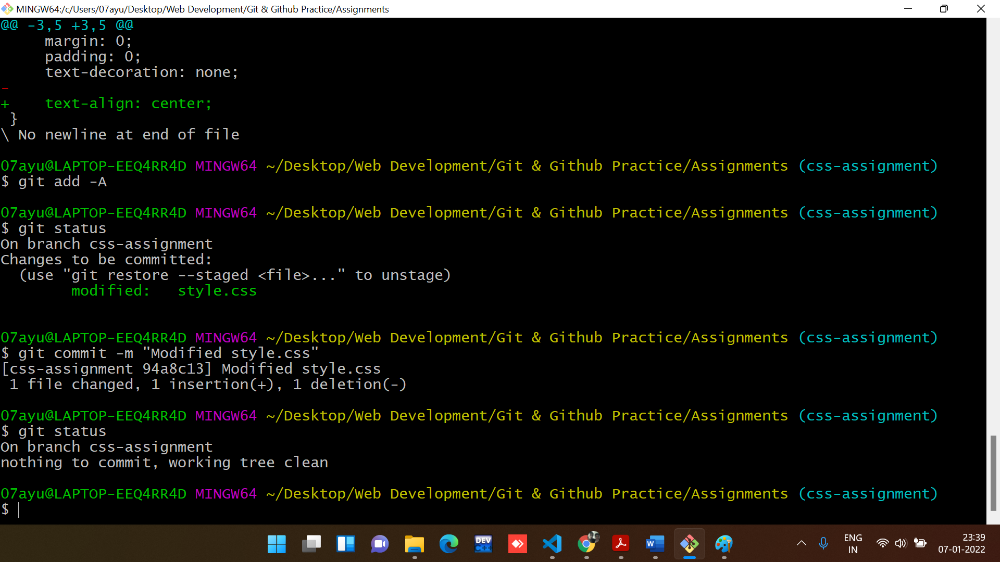 MINGW64:/c/Users/07ayu/Desktop/Web Development/Git & Github Practice/Assignments
@@ -3,5 +3,5 @@
margin: 0;
padding: 0;
text-decoration: none;
-
+    text-align: center;
}
\ No newline at end of file
07ayu@LAPTOP-EEQ4RR4D MINGW64 ~/Desktop/Web Development/Git & Github Practice/Assignments (css-assignment)
$ git add -A
07ayu@LAPTOP-EEQ4RR4D MINGW64 ~/Desktop/Web Development/Git & Github Practice/Assignments (css-assignment)
$ git status
On branch css-assignment
Changes to be committed:
(use "git restore --staged <file>..." to unstage)
modified:   style.css
07ayu@LAPTOP-EEQ4RR4D MINGW64 ~/Desktop/Web Development/Git & Github Practice/Assignments (css-assignment)
$ git commit -m "Modified style.css"
[css-assignment 94a8c13] Modified style.css
1 file changed, 1 insertion(+), 1 deletion(-)
07ayu@LAPTOP-EEQ4RR4D MINGW64 ~/Desktop/Web Development/Git & Github Practice/Assignments (css-assignment)
$ git status
On branch css-assignment
nothing to commit, working tree clean
07ayu@LAPTOP-EEQ4RR4D MINGW64 ~/Desktop/Web Development/Git & Github Practice/Assignments (css-assignment)
$
DEV
C++
W
ENG
IN
23:39
07-01-2022